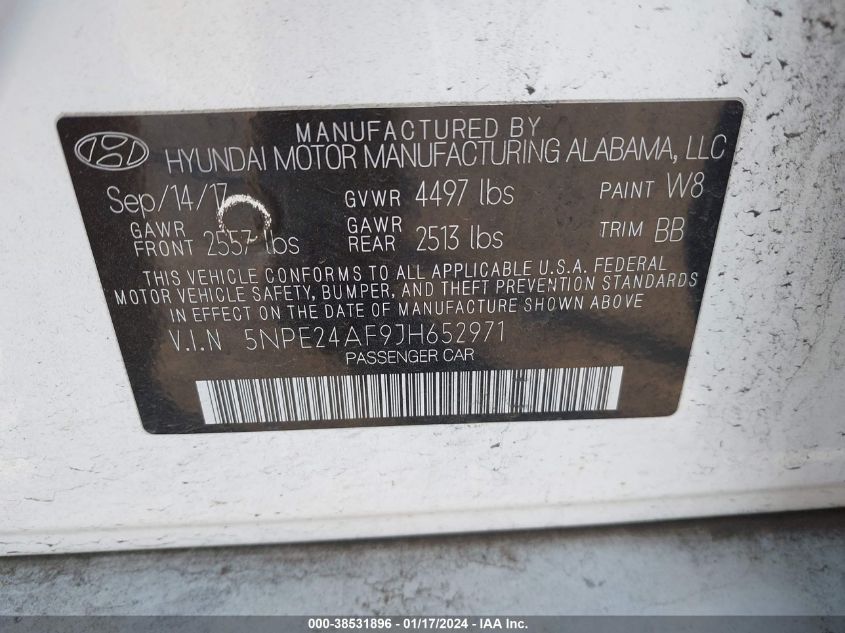 MANUFACTURED BY
HYUNDAI MOTOR MANUFACTURING ALABAMA, LLC
Sep/14/17 GVWR 4497 lbs PAINT W8
GAWR FRONT 2557 lbs GAWR REAR 2513 lbs TRIM BB
THIS VEHICLE CONFORMS TO ALL APPLICABLE U.S.A. FEDERAL
MOTOR VEHICLE SAFETY, BUMPER, AND THEFT PREVENTION STANDARDS
IN EFFECT ON THE DATE OF MANUFACTURE SHOWN ABOVE
V.I.N 5NPE24AF9JH652971
PASSENGER CAR
000-38531896 - 01/17/2024 - IAA Inc.